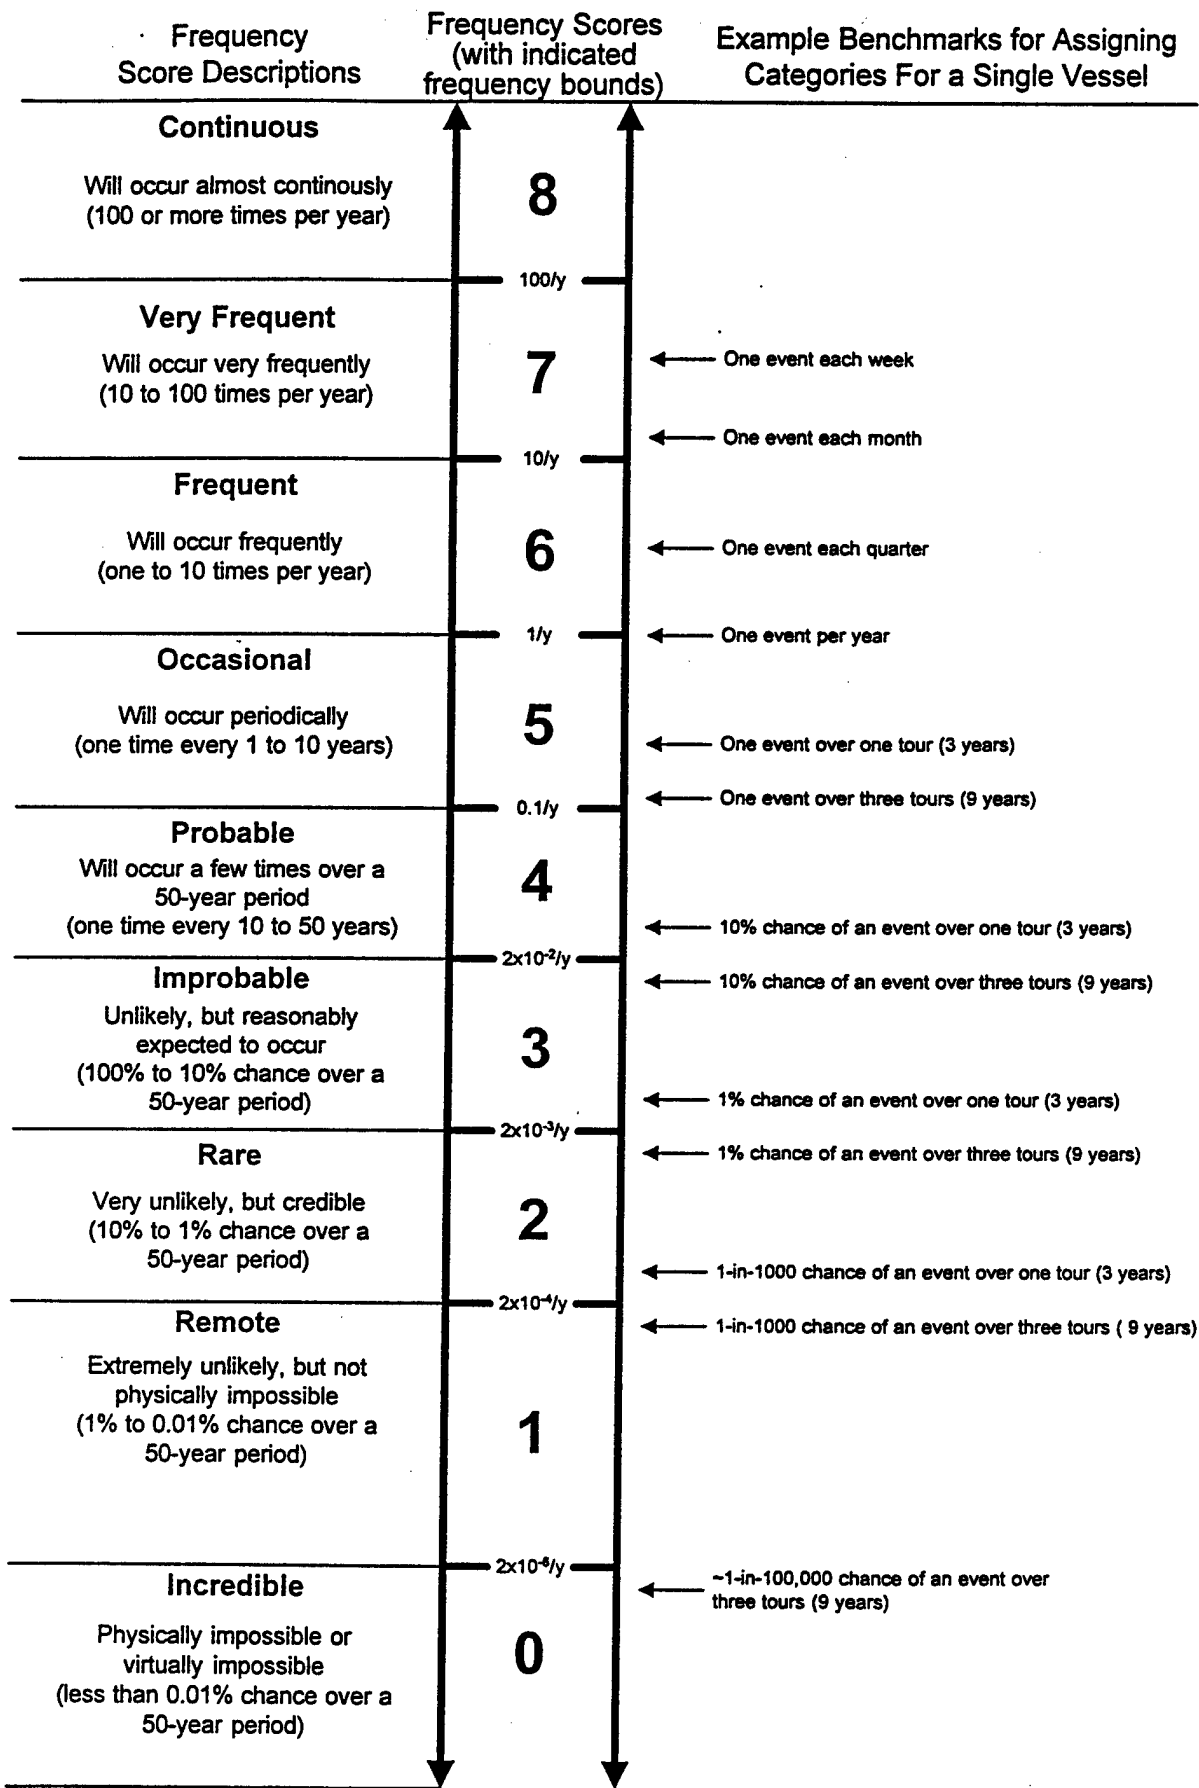 Frequency
Score Descriptions
Frequency Scores
(with indicated
frequency bounds)
Example Benchmarks for Assigning
Categories For a Single Vessel
Continuous
Will occur almost continously
(100 or more times per year)
8
100/y
Very Frequent
Will occur very frequently
(10 to 100 times per year)
7
One event each week
One event each month
10/y
Frequent
Will occur frequently
(one to 10 times per year)
6
One event each quarter
1/y
One event per year
Occasional
Will occur periodically
(one time every 1 to 10 years)
5
One event over one tour (3 years)
One event over three tours (9 years)
0.1/y
Probable
Will occur a few times over a
50-year period
(one time every 10 to 50 years)
4
10% chance of an event over one tour (3 years)
2x10⁻²/y
Improbable
Unlikely, but reasonably
expected to occur
(100% to 10% chance over a
50-year period)
3
10% chance of an event over three tours (9 years)
1% chance of an event over one tour (3 years)
2x10⁻³/y
Rare
Very unlikely, but credible
(10% to 1% chance over a
50-year period)
2
1% chance of an event over three tours (9 years)
1-in-1000 chance of an event over one tour (3 years)
2x10⁻⁴/y
Remote
Extremely unlikely, but not
physically impossible
(1% to 0.01% chance over a
50-year period)
1
1-in-1000 chance of an event over three tours ( 9 years)
2x10⁻⁶/y
Incredible
Physically impossible or
virtually impossible
(less than 0.01% chance over a
50-year period)
0
~1-in-100,000 chance of an event over
three tours (9 years)